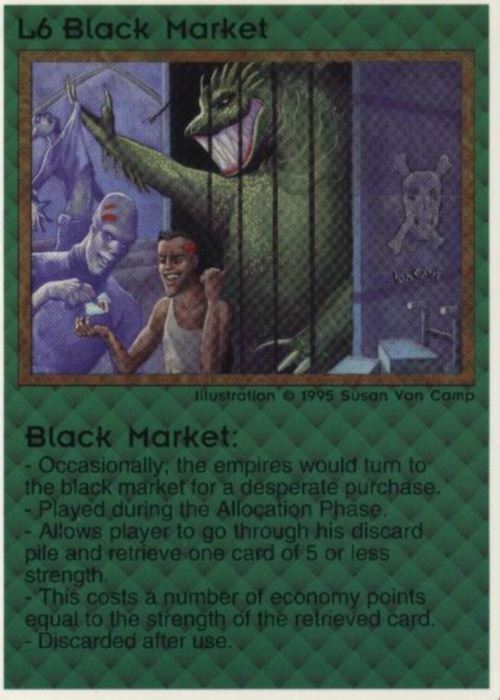 L6 Black Market
Van Camp
Illustration © 1995 Susan Van Camp
Black Market:
- Occasionally, the empires would turn to
the black market for a desperate purchase.
- Played during the Allocation Phase.
- Allows player to go through his discard
pile and retrieve one card of 5 or less
strength.
- This costs a number of economy points
equal to the strength of the retrieved card.
- Discarded after use.